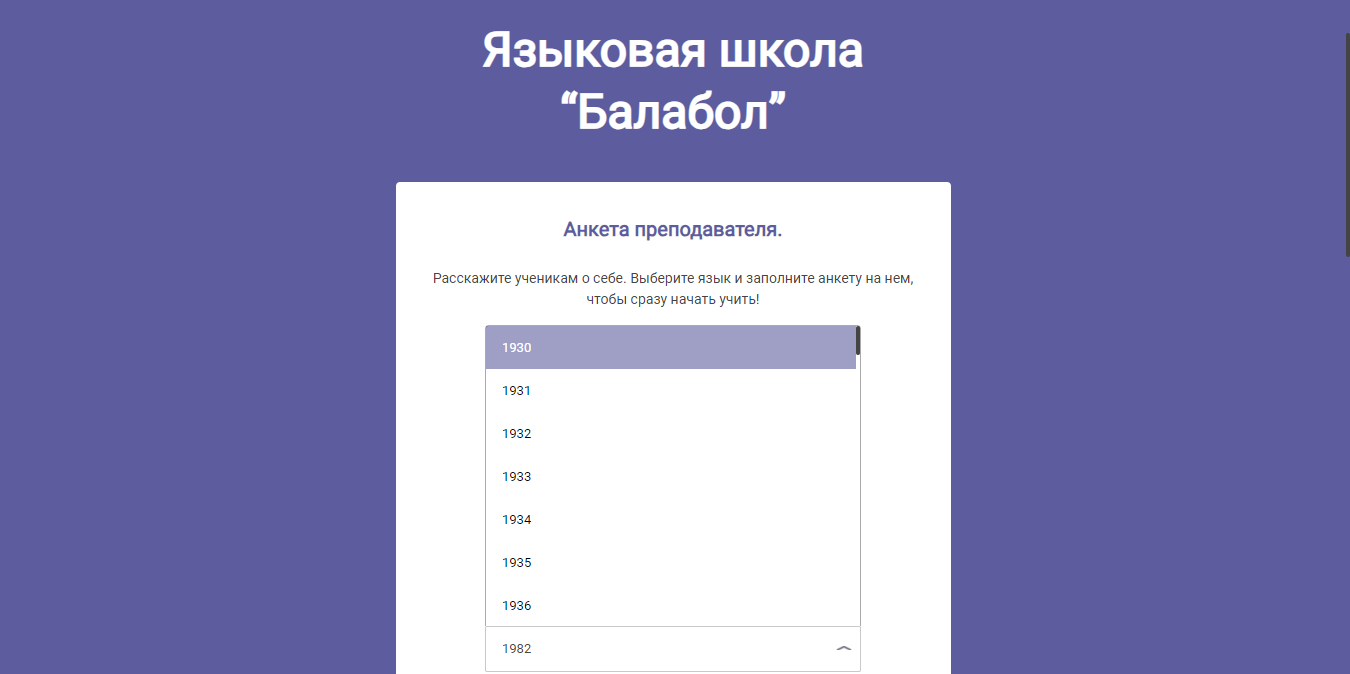 Языковая школа
“Балабол”
Анкета преподавателя.
Расскажите ученикам о себе. Выберите язык и заполните анкету на нем,
чтобы сразу начать учить!
1930
1931
1932
1933
1934
1935
1936
1982